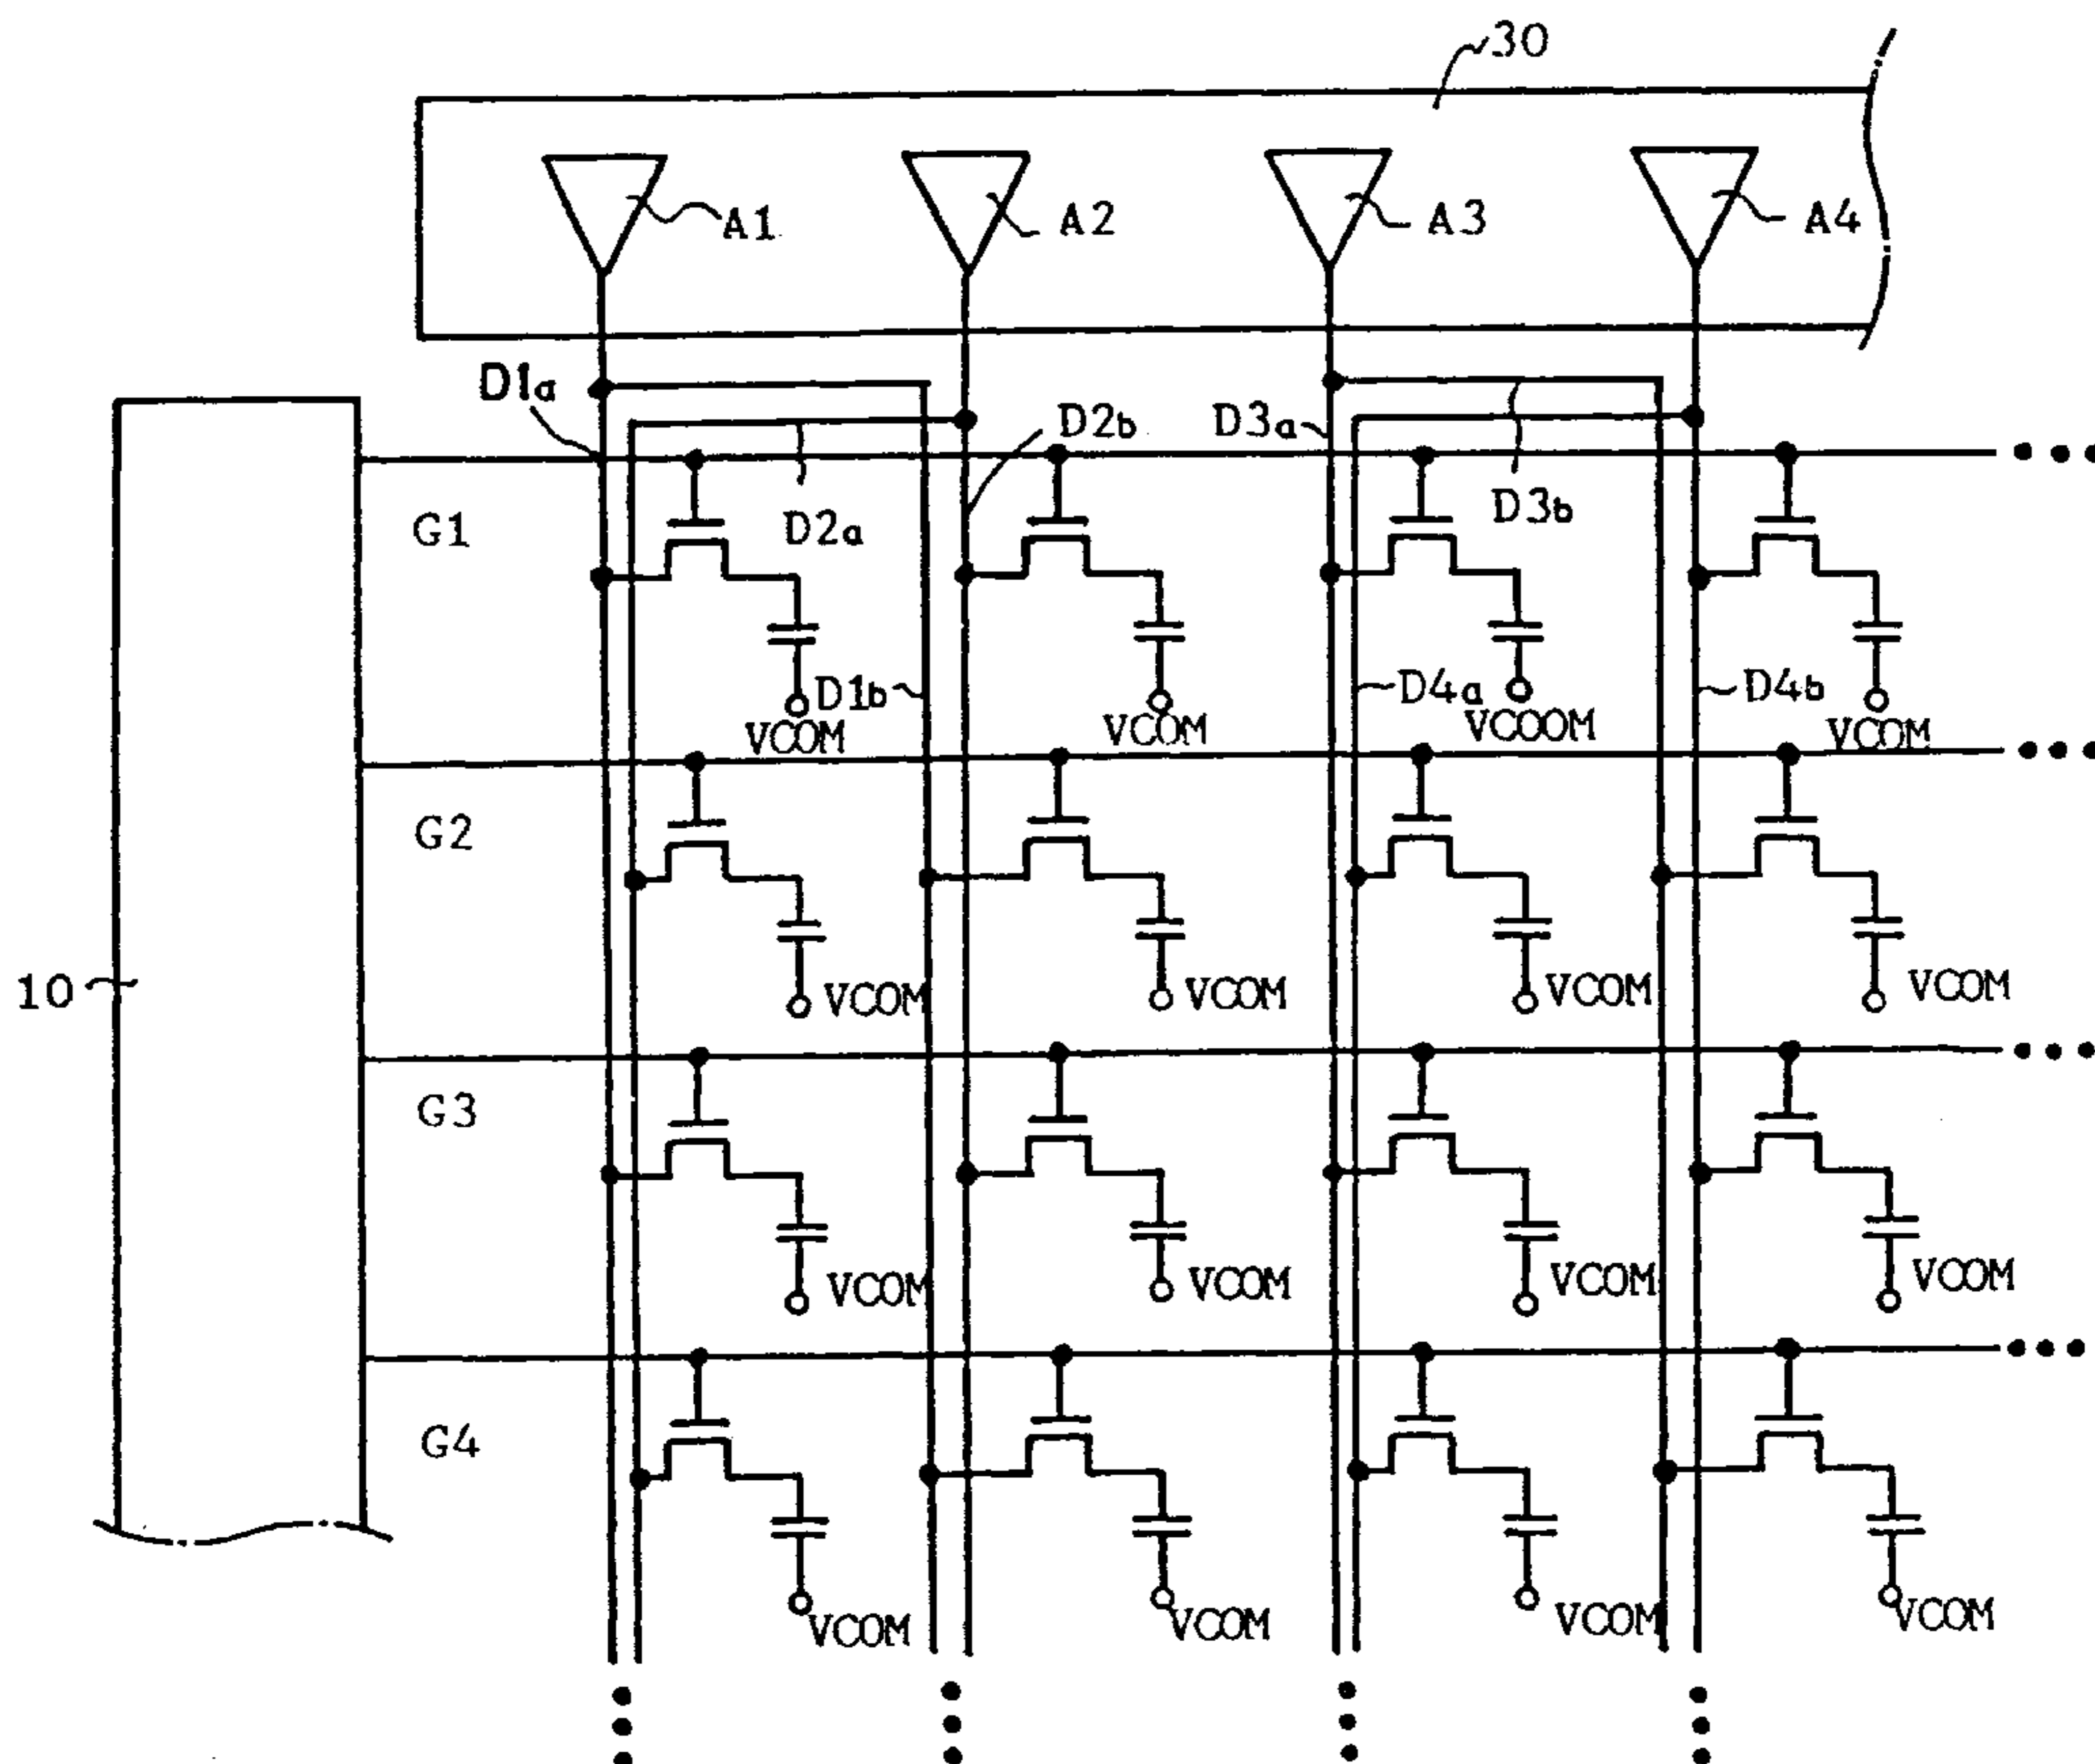 30
A1 A2 A3 A4
D1a D2b D3a
G1 D2a D3b
D1b D4a D4b
VCOM VCOM VCOOM VCOM
G2
10 VCOM VCOM VCOM VCOM
G3
VCOM VCOM VCOM VCOM
G4
VCOM VCOM VCOM VCOM